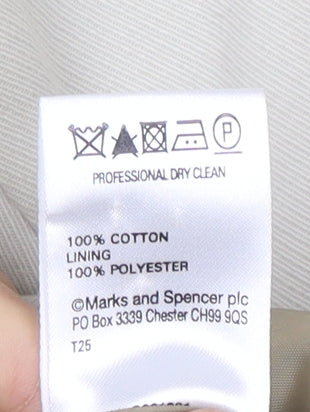 P
PROFESSIONAL DRY CLEAN
100% COTTON
LINING
100% POLYESTER
©Marks and Spencer plc
PO Box 3339 Chester CH99 9QS
T25